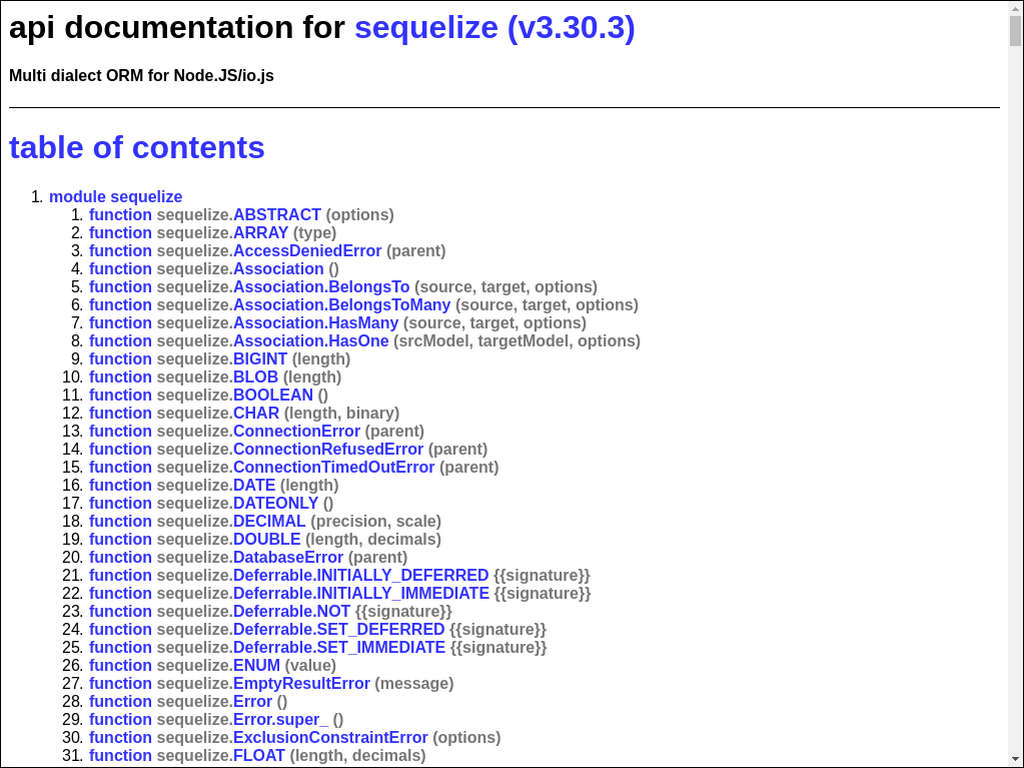 api documentation for sequelize (v3.30.3)
Multi dialect ORM for Node.JS/io.js
table of contents
1. module sequelize
1. function sequelize.ABSTRACT (options)
2. function sequelize.ARRAY (type)
3. function sequelize.AccessDeniedError (parent)
4. function sequelize.Association ()
5. function sequelize.Association.BelongsTo (source, target, options)
6. function sequelize.Association.BelongsToMany (source, target, options)
7. function sequelize.Association.HasMany (source, target, options)
8. function sequelize.Association.HasOne (srcModel, targetModel, options)
9. function sequelize.BIGINT (length)
10. function sequelize.BLOB (length)
11. function sequelize.BOOLEAN ()
12. function sequelize.CHAR (length, binary)
13. function sequelize.ConnectionError (parent)
14. function sequelize.ConnectionRefusedError (parent)
15. function sequelize.ConnectionTimedOutError (parent)
16. function sequelize.DATE (length)
17. function sequelize.DATEONLY ()
18. function sequelize.DECIMAL (precision, scale)
19. function sequelize.DOUBLE (length, decimals)
20. function sequelize.DatabaseError (parent)
21. function sequelize.Deferrable.INITIALLY_DEFERRED {{signature}}
22. function sequelize.Deferrable.INITIALLY_IMMEDIATE {{signature}}
23. function sequelize.Deferrable.NOT {{signature}}
24. function sequelize.Deferrable.SET_DEFERRED {{signature}}
25. function sequelize.Deferrable.SET_IMMEDIATE {{signature}}
26. function sequelize.ENUM (value)
27. function sequelize.EmptyResultError (message)
28. function sequelize.Error ()
29. function sequelize.Error.super_ ()
30. function sequelize.ExclusionConstraintError (options)
31. function sequelize.FLOAT (length, decimals)